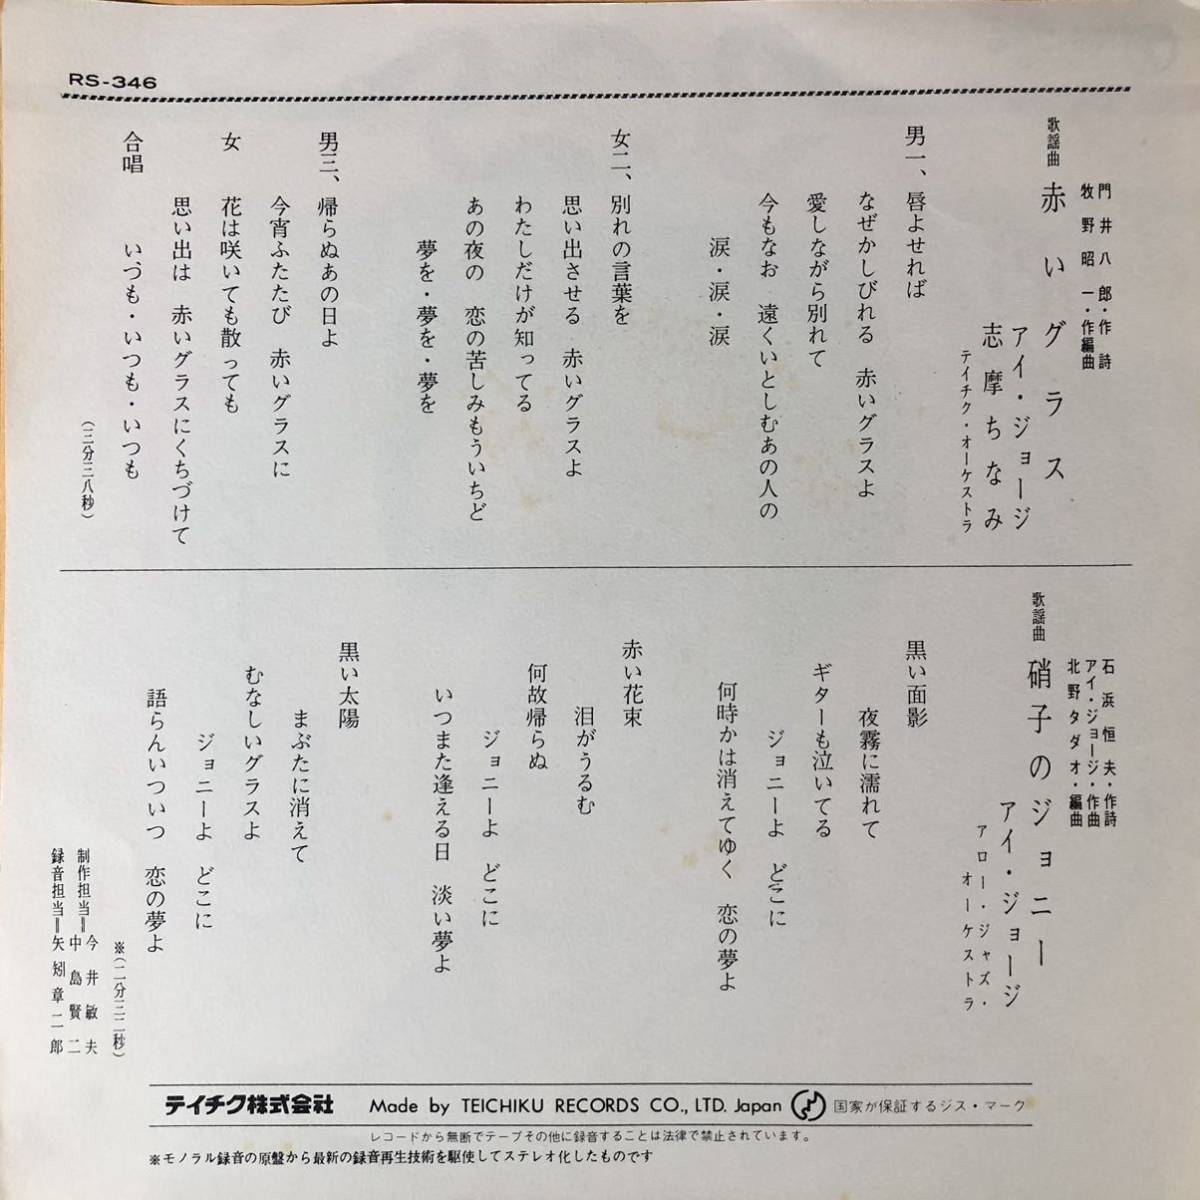 RS-346
歌謡曲 赤いグラス
門井八郎・作詩
牧野昭一・作編曲
アイ・ジョージ
志摩ちなみ
テイチク・オーケストラ
男一、唇よせれば
なぜかしびれる 赤いグラスよ
愛しながら別れて
今もなお 遠くいとしむあの人の
涙・涙・涙
女二、別れの言葉を
思い出させる 赤いグラスよ
わたしだけが知ってる
あの夜の 恋の苦しみもういちど
夢を・夢を・夢を
男三、帰らぬあの日よ
今宵ふたたび 赤いグラスに
女 花は咲いても散っても
思い出は 赤いグラスにくちづけて
合唱 いつも・いつも・いつも
(三分三八秒)
歌謡曲 硝子のジョニー
石浜恒夫・作詩
アイ・ジョージ・作曲
北野タダオ・編曲
アイ・ジョージ
アロー・ジャズ・
オーケストラ
黒い面影
夜霧に濡れて
ギターも泣いてる
ジョニーよ どこに
何時かは消えてゆく 恋の夢よ
赤い花束
泪がうるむ
何故帰らぬ
ジョニーよ どこに
いつまた逢える日 淡い夢よ
黒い太陽
まぶたに消えて
むなしいグラスよ
ジョニーよ どこに
語らんいついつ 恋の夢よ
※(二分三二秒)
制作担当=今井敏夫
中島賢二
録音担当=矢矧章二郎
テイチク株式会社 Made by TEICHIKU RECORDS CO., LTD. Japan 国家が保証するジス・マーク
レコードから無断でテープその他に録音することは法律で禁止されています。
※モノラル録音の原盤から最新の録音再生技術を駆使してステレオ化したものです